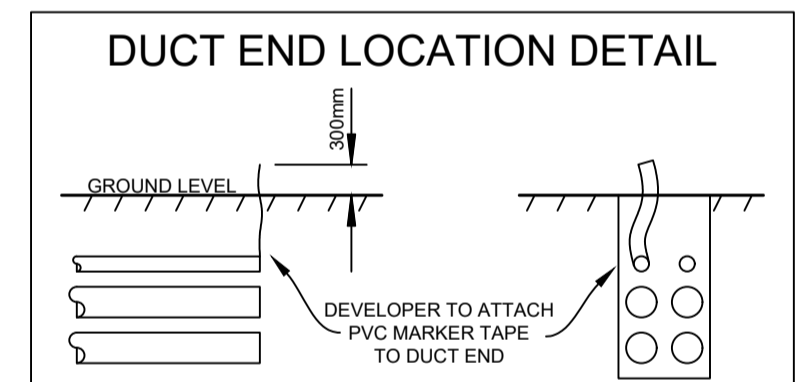 DUCT END LOCATION DETAIL
300mm
GROUND LEVEL
DEVELOPER TO ATTACH
PVC MARKER TAPE
TO DUCT END